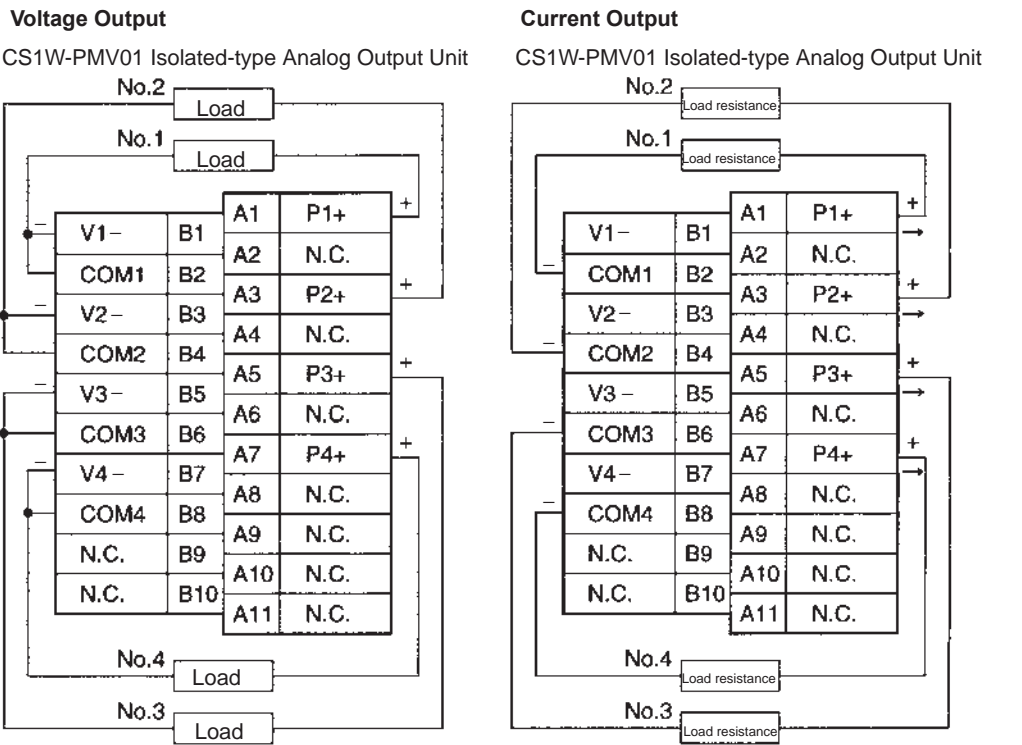 Voltage Output
CS1W-PMV01 Isolated-type Analog Output Unit
No.2 Load
No.1 Load
A1 P1+ +
− V1− B1
A2 N.C.
COM1 B2
A3 P2+ +
− V2− B3
A4 N.C.
COM2 B4
A5 P3+ +
− V3− B5
A6 N.C.
COM3 B6
A7 P4+ +
− V4− B7
A8 N.C.
COM4 B8
A9 N.C.
N.C. B9
A10 N.C.
N.C. B10
A11 N.C.
No.4 Load
No.3 Load
Current Output
CS1W-PMV01 Isolated-type Analog Output Unit
No.2 Load resistance
No.1 Load resistance
A1 P1+ + →
V1− B1
A2 N.C.
− COM1 B2
A3 P2+ + →
V2− B3
A4 N.C.
− COM2 B4
A5 P3+ + →
V3− B5
A6 N.C.
− COM3 B6
A7 P4+ + →
V4− B7
A8 N.C.
− COM4 B8
A9 N.C.
N.C. B9
A10 N.C.
N.C. B10
A11 N.C.
No.4 Load resistance
No.3 Load resistance